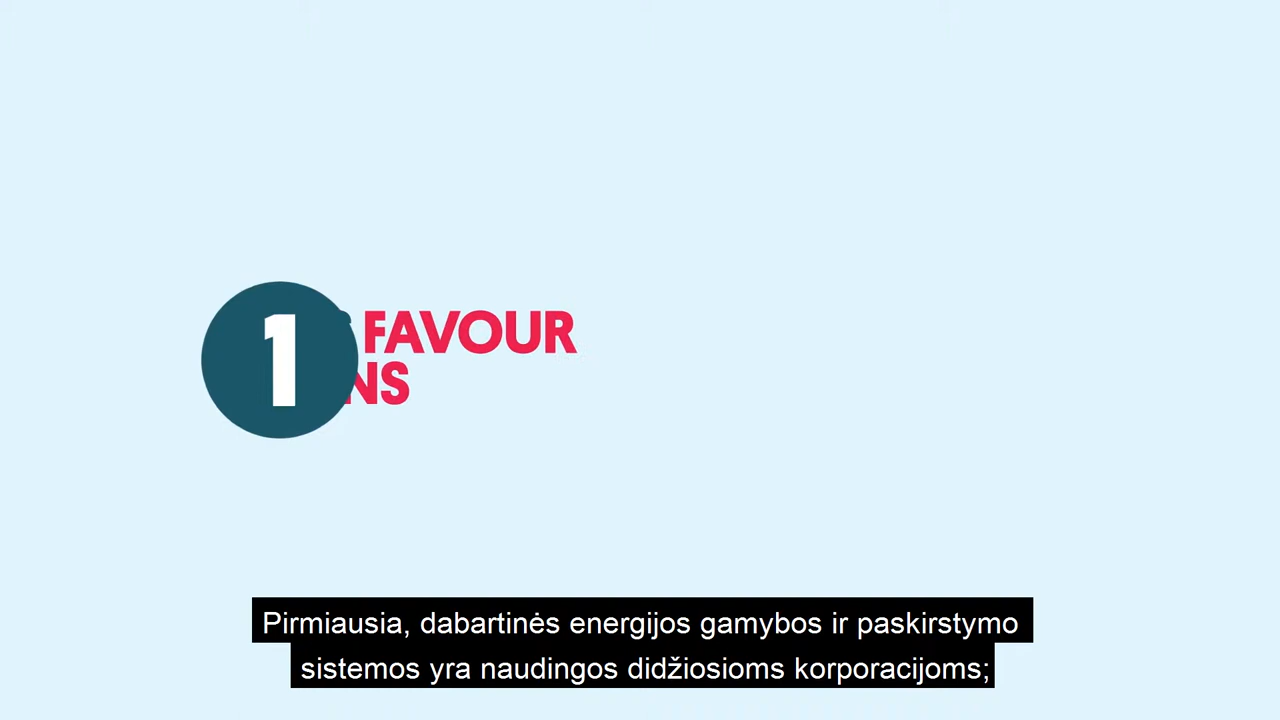 1
FAVOUR
NS
Pirmiausia, dabartinės energijos gamybos ir paskirstymo
sistemos yra naudingos didžiosioms korporacijoms;